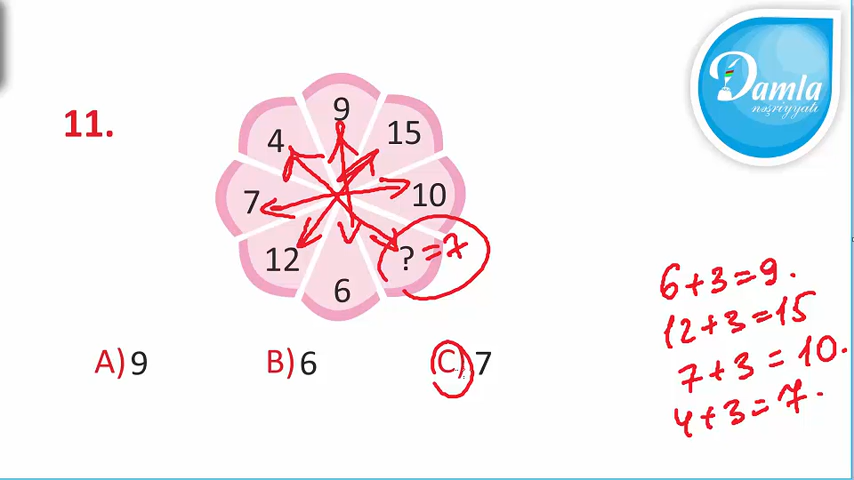 Damla
nəşriyyatı
11.
9
4
15
7
10
12
? = 7
6
A) 9
B) 6
C) 7
6+3=9.
12+3=15
7+3=10.
4+3=7.